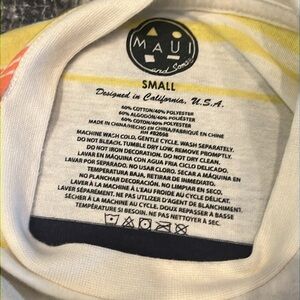 MAUI
and Sons
SMALL
Designed in California, U.S.A.
60% COTTON/40% POLYESTER
60% ALGODÓN/40% POLIÉSTER
60% COTON/40% POLYESTER
MADE IN CHINA/HECHO EN CHINA/FABRIQUÉ EN CHINE
MACHINE WASH COLD, GENTLE CYCLE. WASH SEPARATELY.
DO NOT BLEACH. TUMBLE DRY LOW. REMOVE PROMPTLY.
DO NOT IRON DECORATION. DO NOT DRY CLEAN.
LAVAR EN MÁQUINA CON AGUA FRIA CICLO DELICADO.
LAVAR POR SEPARADO. NO USAR CLORO. SECAR A MÁQUINA EN
TEMPERATURA BAJA, RETIRAR DE INMEDIATO.
NO PLANCHAR DECORACIÓN. NO LIMPIAR EN SECO.
LAVER À LA MACHINE À L'EAU FROIDE AU CYCLE DÉLICAT.
LAVER SÉPARÉMENT. NE PAS UTILIZER D'AGENT DE BLANCHIMENT.
SÉCHER À LA MACHINE AU CYCLE. DOUX REPASSER À BASSE
TEMPÉRATURE SI BESOIN. NE PAS NETTOYER À SEC.